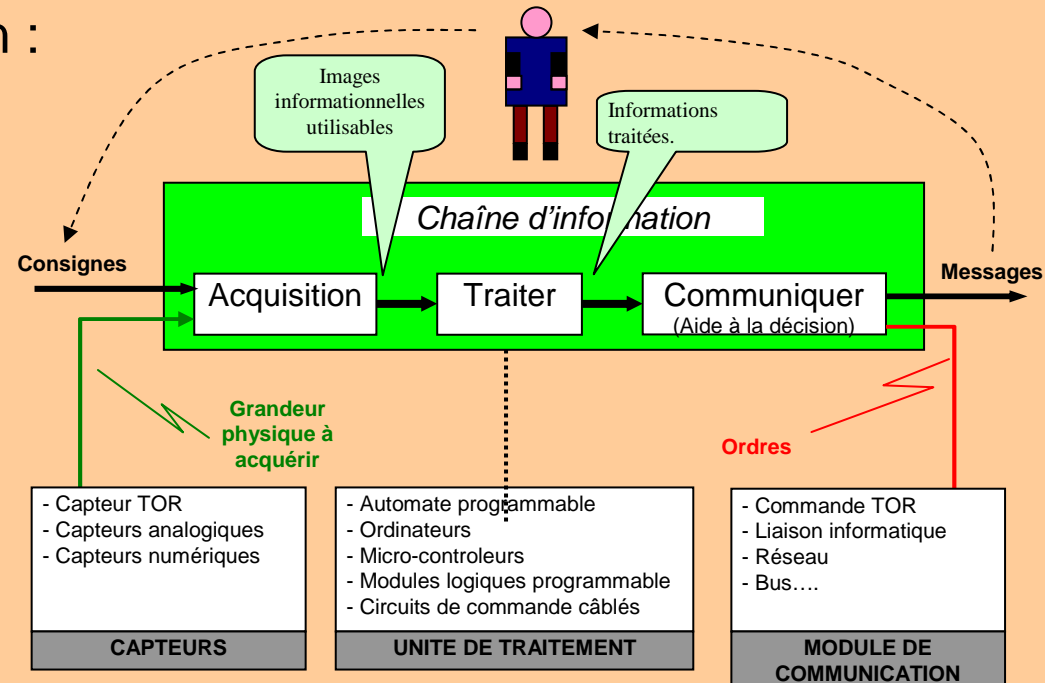 n :
Images
informationnelles
utilisables
Informations
traitées.
Chaîne d'information
Consignes
Messages
Acquisition
Traiter
Communiquer
(Aide à la décision)
Grandeur
physique à
acquérir
Ordres
- Capteur TOR
- Capteurs analogiques
- Capteurs numériques
CAPTEURS
- Automate programmable
- Ordinateurs
- Micro-controleurs
- Modules logiques programmable
- Circuits de commande câblés
UNITE DE TRAITEMENT
- Commande TOR
- Liaison informatique
- Réseau
- Bus….
MODULE DE
COMMUNICATION